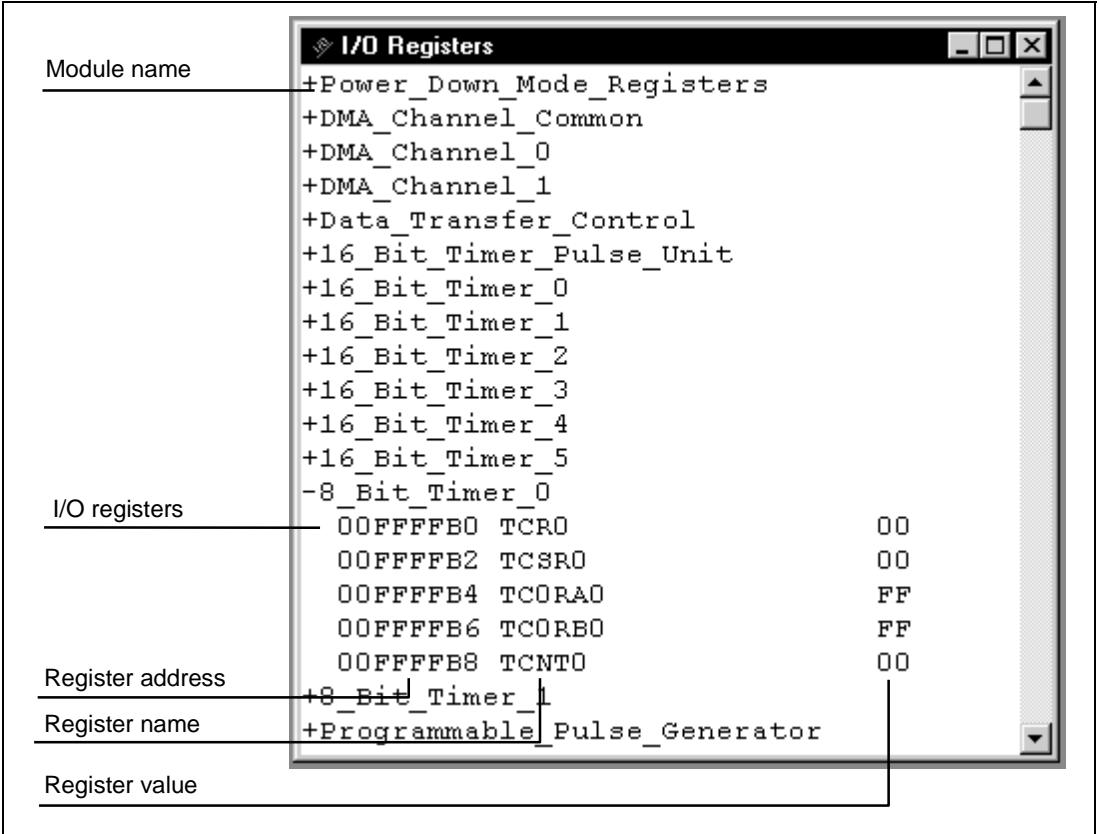 I/O Registers
Module name
+Power_Down_Mode_Registers
+DMA_Channel_Common
+DMA_Channel_0
+DMA_Channel_1
+Data_Transfer_Control
+16_Bit_Timer_Pulse_Unit
+16_Bit_Timer_0
+16_Bit_Timer_1
+16_Bit_Timer_2
+16_Bit_Timer_3
+16_Bit_Timer_4
+16_Bit_Timer_5
-8_Bit_Timer_0
I/O registers
00FFFFB0 TCR0 00
00FFFFB2 TCSR0 00
00FFFFB4 TCORA0 FF
00FFFFB6 TCORB0 FF
00FFFFB8 TCNT0 00
Register address
+8_Bit_Timer_1
Register name
+Programmable_Pulse_Generator
Register value